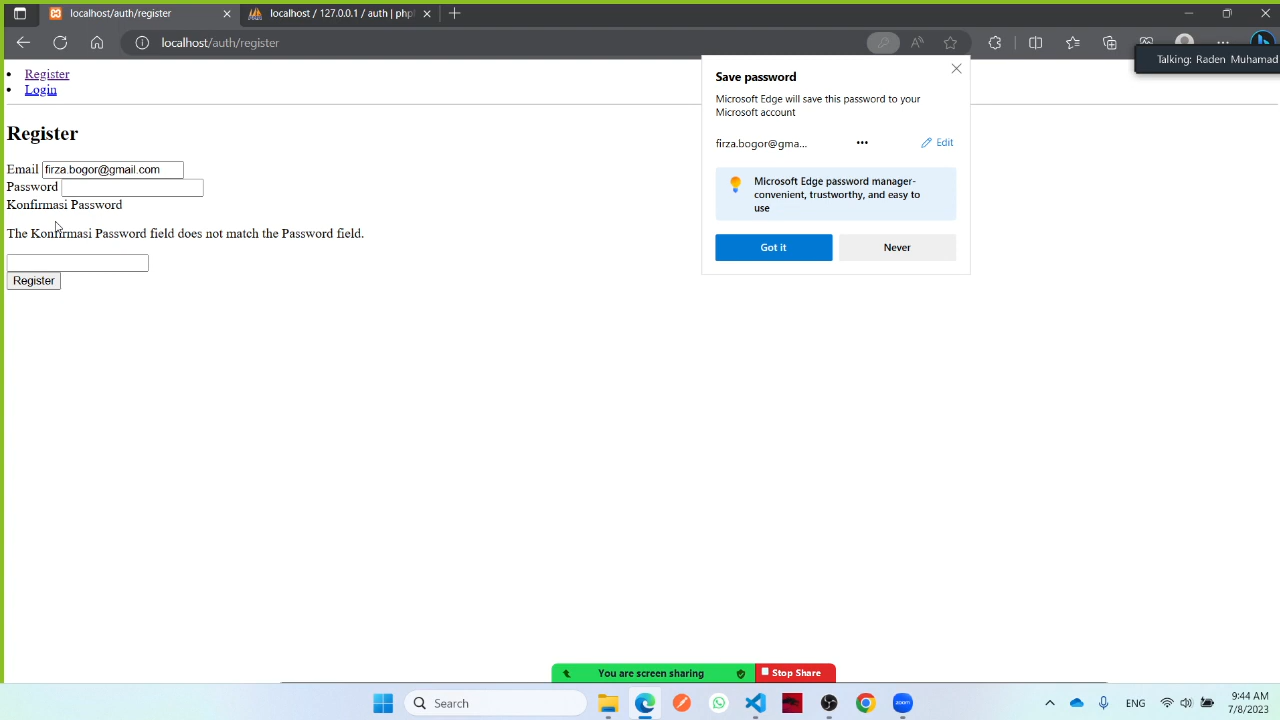 localhost/auth/register
localhost / 127.0.0.1 / auth | php
localhost/auth/register
Talking: Raden Muhamad
Register
Login
Register
Email firza.bogor@gmail.com
Password
Konfirmasi Password
The Konfirmasi Password field does not match the Password field.
Register
Save password
Microsoft Edge will save this password to your
Microsoft account
firza.bogor@gma... ••• Edit
Microsoft Edge password manager-
convenient, trustworthy, and easy to
use
Got it Never
You are screen sharing Stop Share
Search
zoom
ENG
9:44 AM
7/8/2023